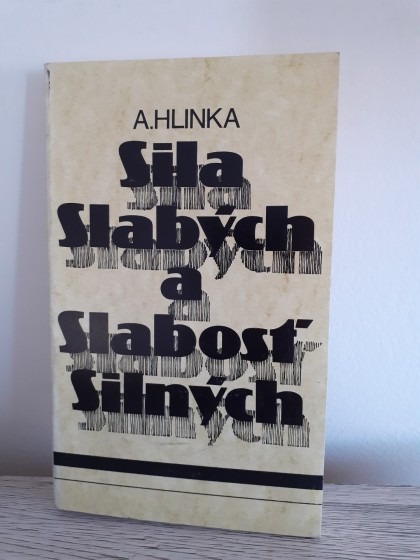 A.HLINKA
Sila
Slabých
a
Slabosť
Silných